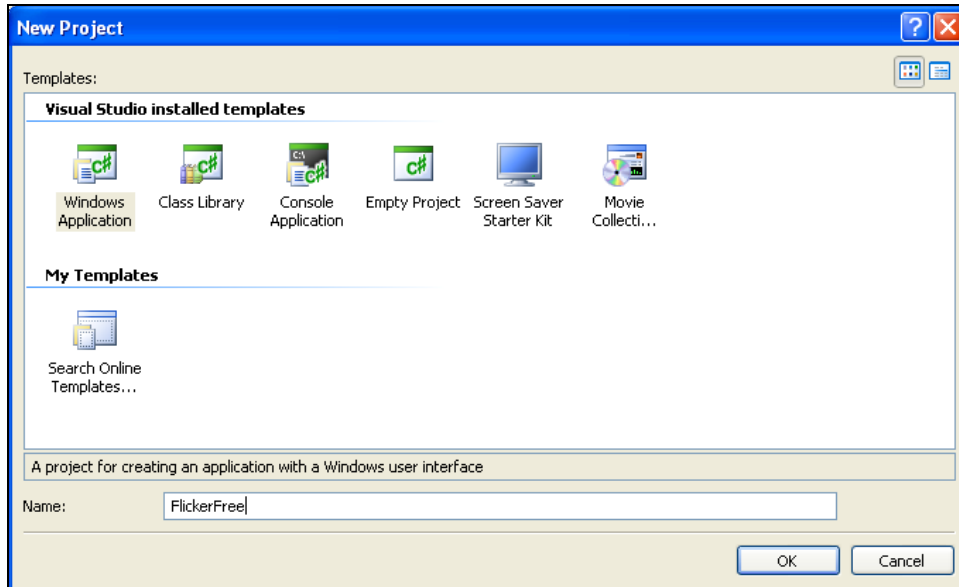 New Project
Templates:
Visual Studio installed templates
C# C# C:\ C# C#
Windows Application
Class Library
Console Application
Empty Project
Screen Saver Starter Kit
Movie Collecti...
My Templates
Search Online Templates...
A project for creating an application with a Windows user interface
Name: FlickerFree
OK Cancel